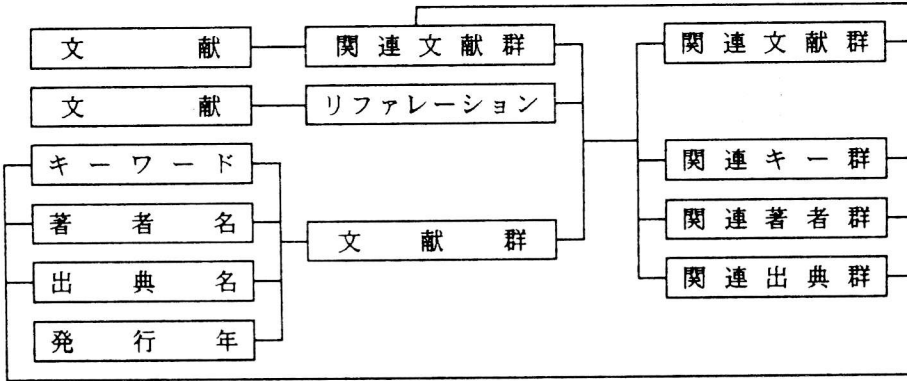 文献
関連文献群
関連文献群
文献
リファレーション
キーワード
関連キー群
著者名
文献群
関連著者群
出典名
関連出典群
発行年